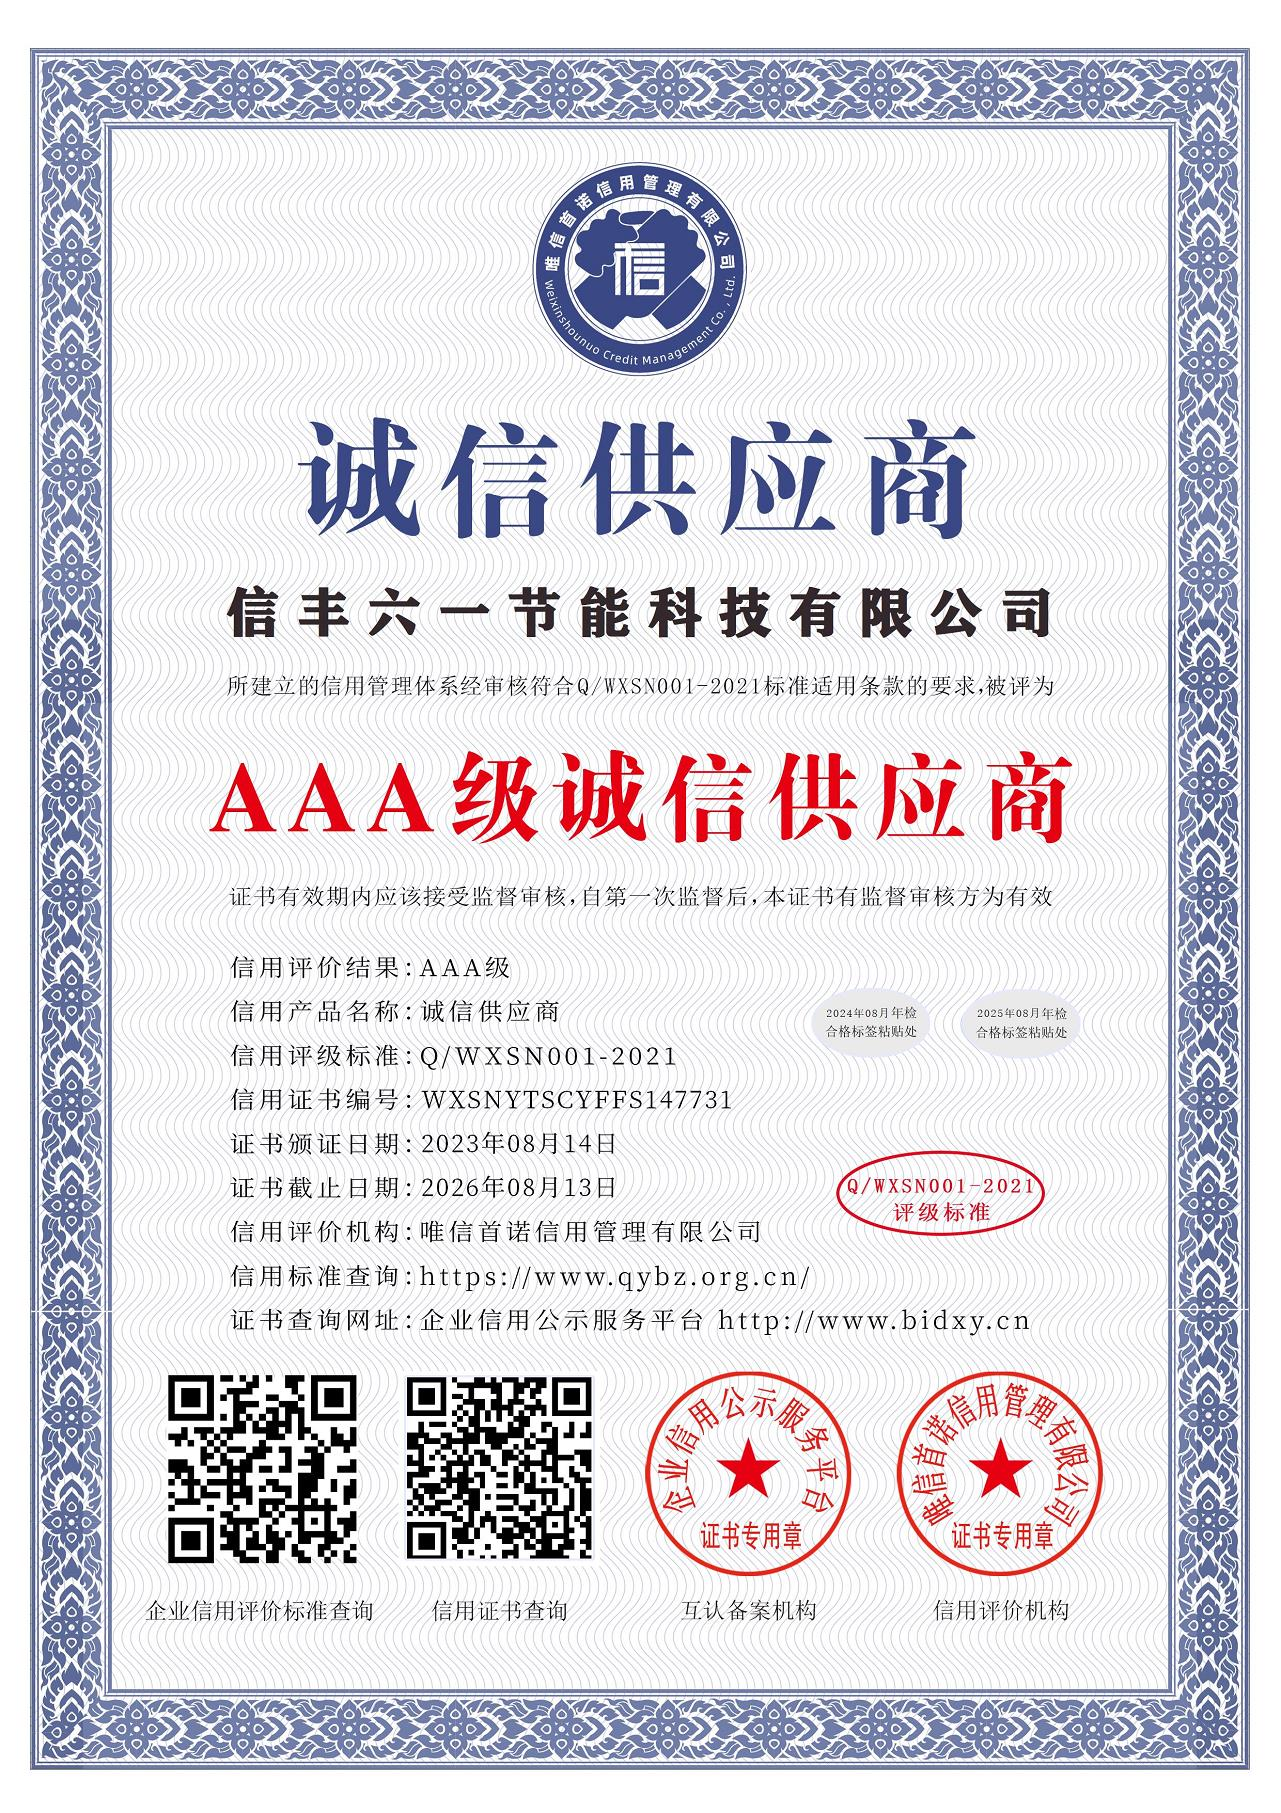 唯信首诺信用管理有限公司
信
Weixinshounuo Credit Management Co. , Ltd.
诚信供应商
信丰六一节能科技有限公司
所建立的信用管理体系经审核符合Q/WXSN001-2021标准适用条款的要求,被评为
AAA级诚信供应商
证书有效期内应该接受监督审核,自第一次监督后,本证书有监督审核方为有效
信用评价结果:AAA级
信用产品名称:诚信供应商
信用评级标准:Q/WXSN001-2021
信用证书编号:WXSNYTSCYFFS147731
证书颁证日期:2023年08月14日
证书截止日期:2026年08月13日
信用评价机构:唯信首诺信用管理有限公司
信用标准查询:https://www.qybz.org.cn/
证书查询网址:企业信用公示服务平台 http://www.bidxy.cn
2024年08月年检
合格标签粘贴处
2025年08月年检
合格标签粘贴处
Q/WXSN001-2021
评级标准
企业信用公示服务平台
证书专用章
唯信首诺信用管理有限公司
证书专用章
企业信用评价标准查询
信用证书查询
互认备案机构
信用评价机构